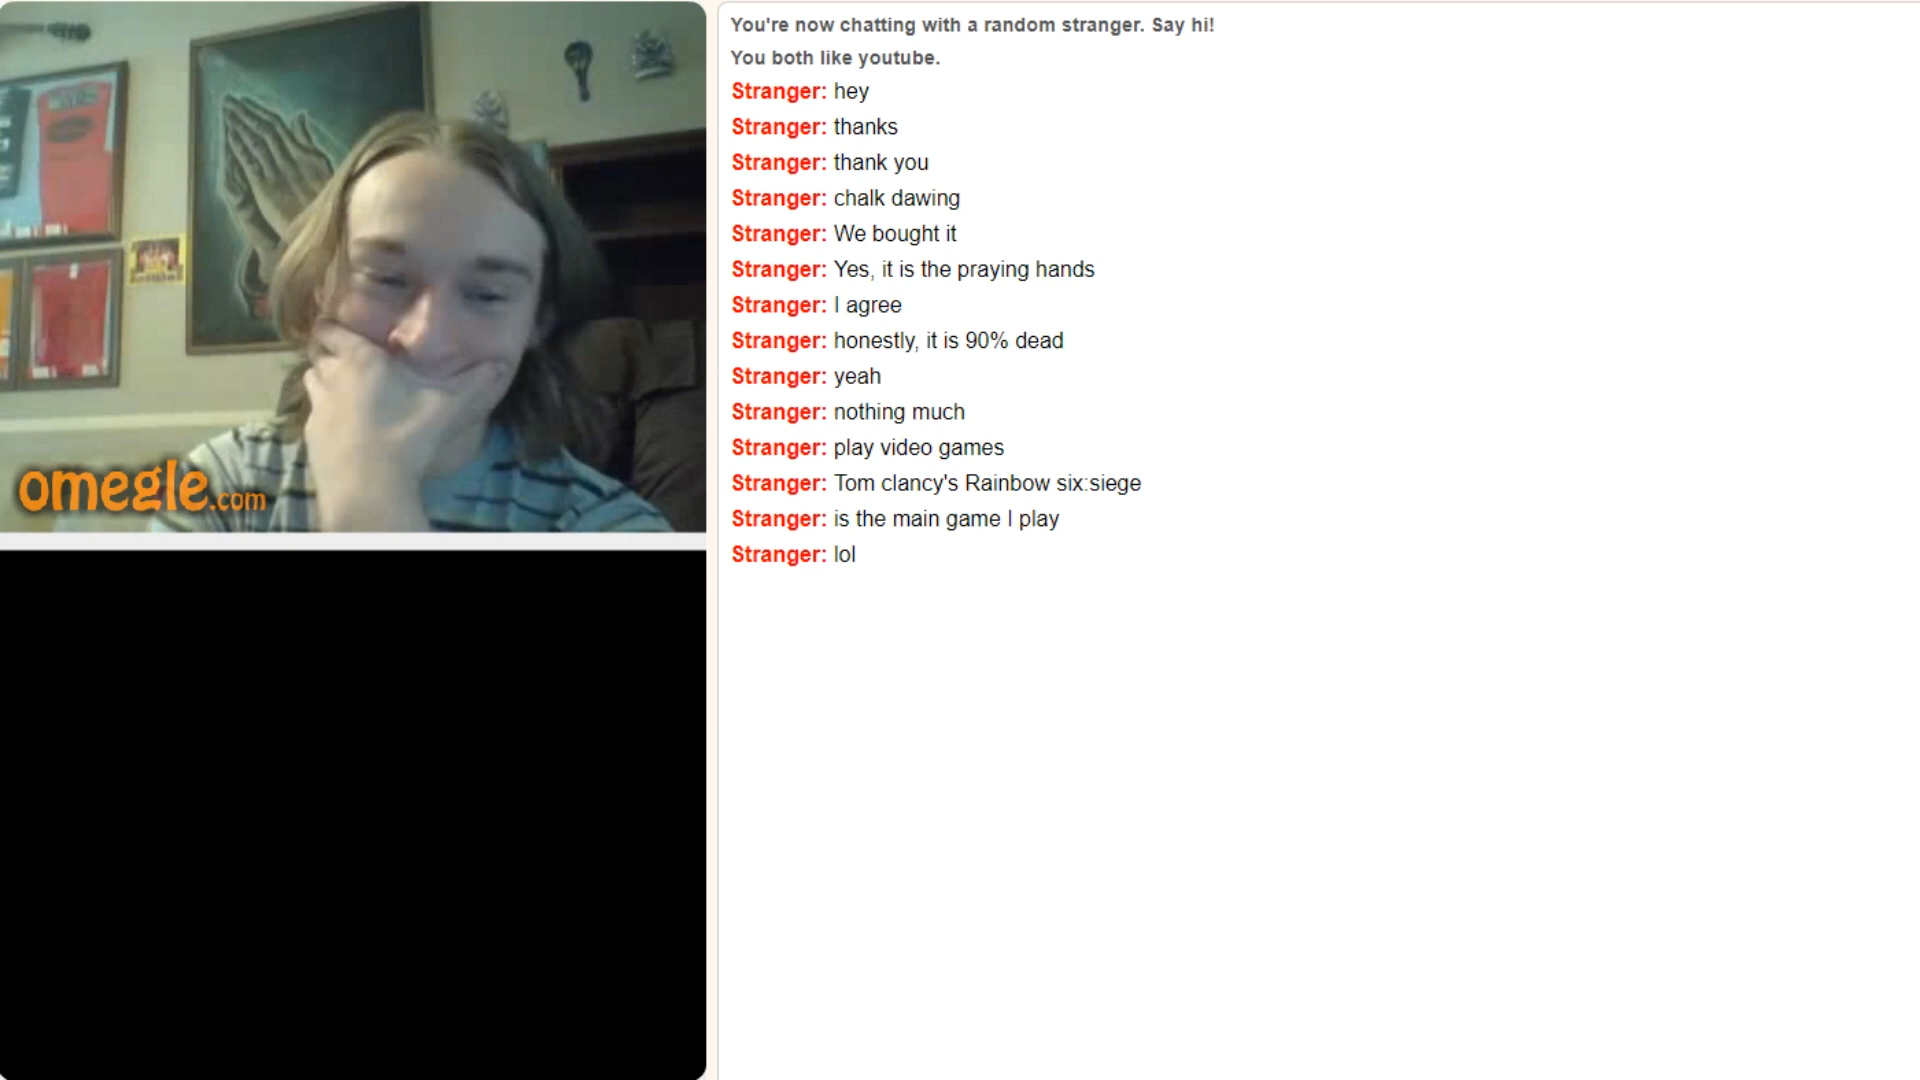 omegle.com
You're now chatting with a random stranger. Say hi!
You both like youtube.
Stranger: hey
Stranger: thanks
Stranger: thank you
Stranger: chalk dawing
Stranger: We bought it
Stranger: Yes, it is the praying hands
Stranger: I agree
Stranger: honestly, it is 90% dead
Stranger: yeah
Stranger: nothing much
Stranger: play video games
Stranger: Tom clancy's Rainbow six:siege
Stranger: is the main game I play
Stranger: lol